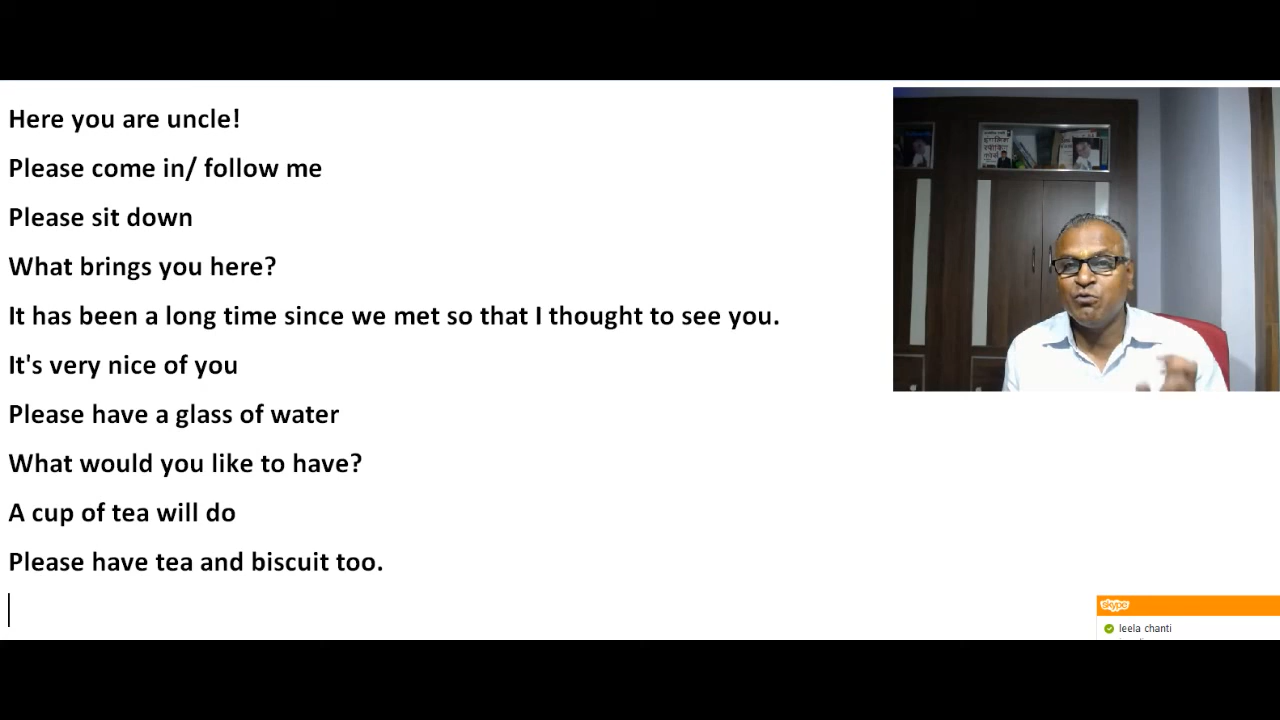 Here you are uncle!
Please come in/ follow me
Please sit down
What brings you here?
It has been a long time since we met so that I thought to see you.
It's very nice of you
Please have a glass of water
What would you like to have?
A cup of tea will do
Please have tea and biscuit too.
skype
leela chanti